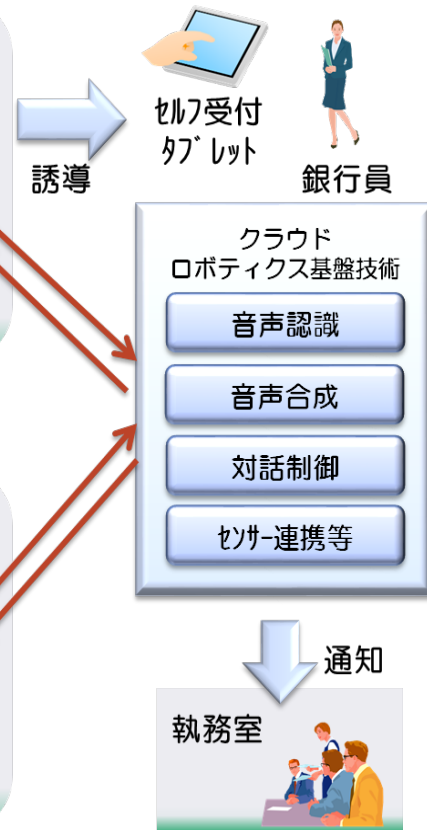 ｾﾙﾌ受付
ﾀﾌﾞﾚｯﾄ
誘導
銀行員
クラウド
ロボティクス基盤技術
音声認識
音声合成
対話制御
ｾﾝｻｰ連携等
通知
執務室